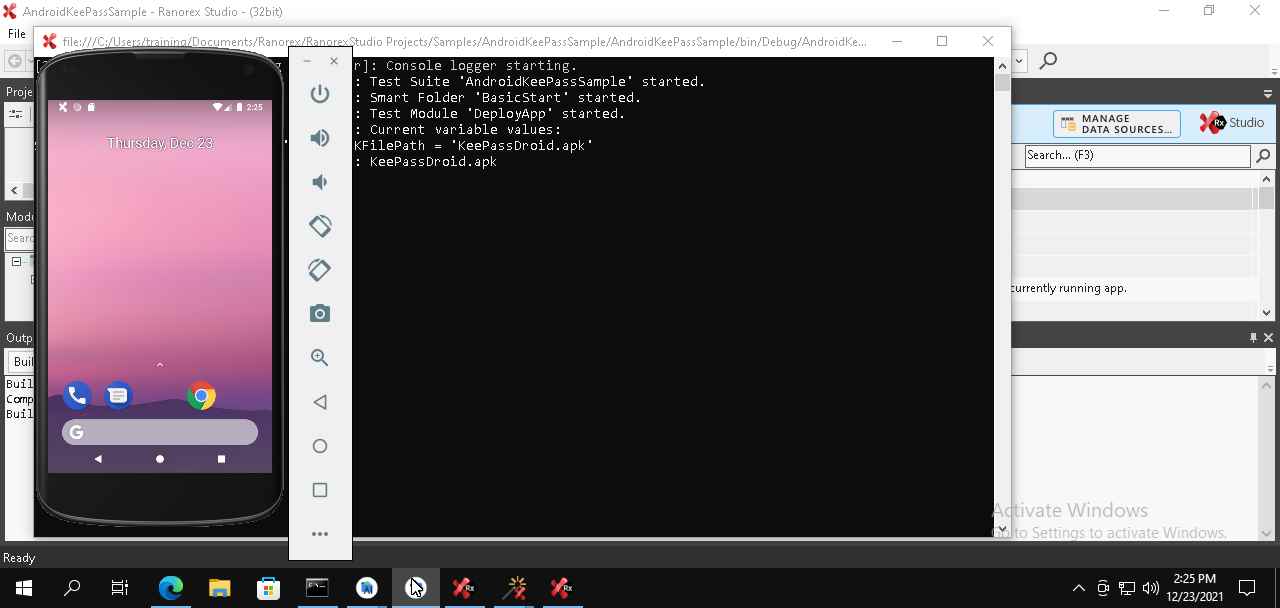 AndroidKeePassSample - Ranorex Studio - (32bit)
File
file:///C:/Users/training/Documents/Ranorex/RanorexStudio Projects/Samples/AndroidKeePassSample/AndroidKeePassSample/bin/Debug/AndroidKe...
r]: Console logger starting.
: Test Suite 'AndroidKeePassSample' started.
: Smart Folder 'BasicStart' started.
: Test Module 'DeployApp' started.
: Current variable values:
KFilePath = 'KeePassDroid.apk'
: KeePassDroid.apk
Proje
2:25
Thursday, Dec 23
G
MANAGE
DATA SOURCES...
Rx Studio
Search... (F3)
Modu
Searc
currently running app.
Outp
Buil
Buil
Comp
Buil
Activate Windows
Go to Settings to activate Windows.
Ready
Rx
Rx
2:25 PM
12/23/2021